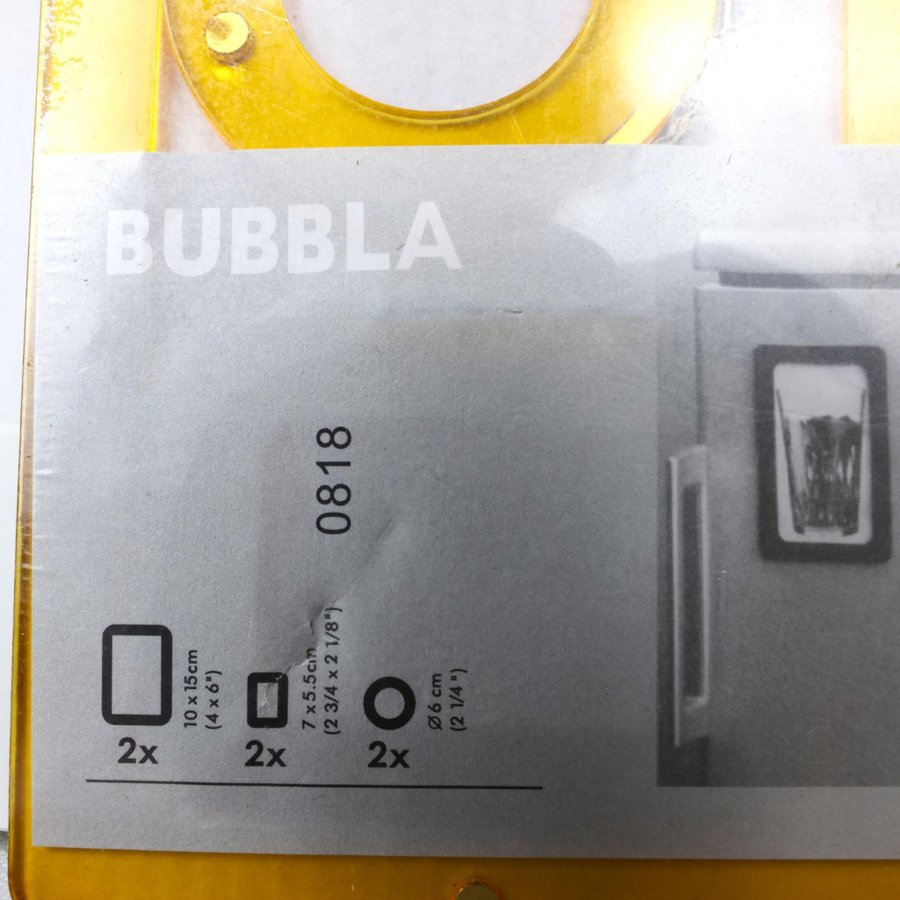 BUBBLA
0818
10 x 15cm
(4 x 6")
2x
7 x 5.5cm
(2 3/4 x 2 1/8")
2x
Ø 6 cm
(2 1/4")
2x